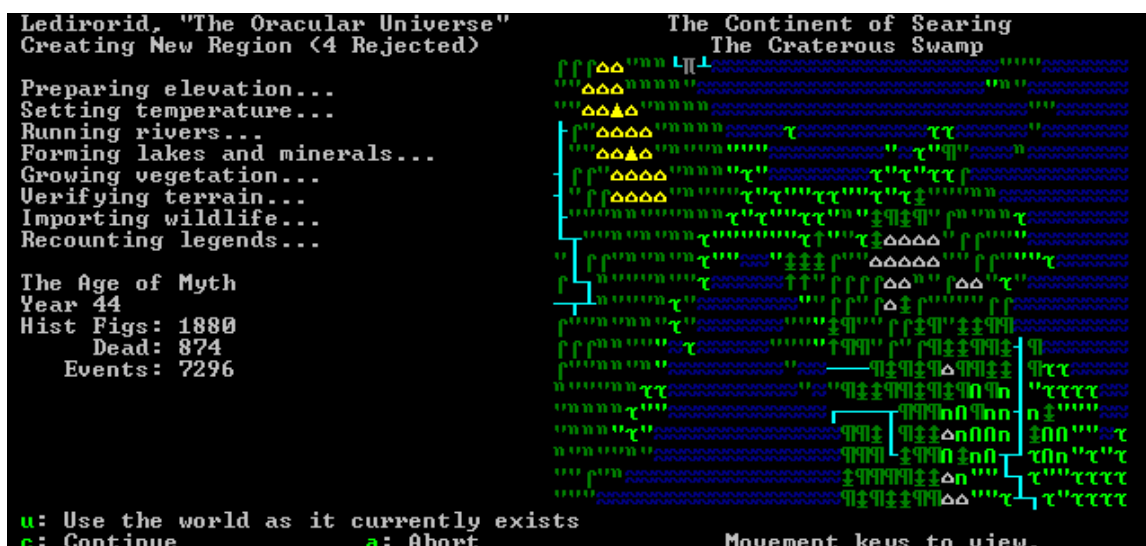 Ledirorid, "The Oracular Universe"
Creating New Region (4 Rejected)
The Continent of Searing
The Craterous Swamp
Preparing elevation...
Setting temperature...
Running rivers...
Forming lakes and minerals...
Growing vegetation...
Verifying terrain...
Importing wildlife...
Recounting legends...
The Age of Myth
Year 44
Hist Figs: 1880
Dead: 874
Events: 7296
u: Use the world as it currently exists
c: Continue a: Abort Movement keys to view.